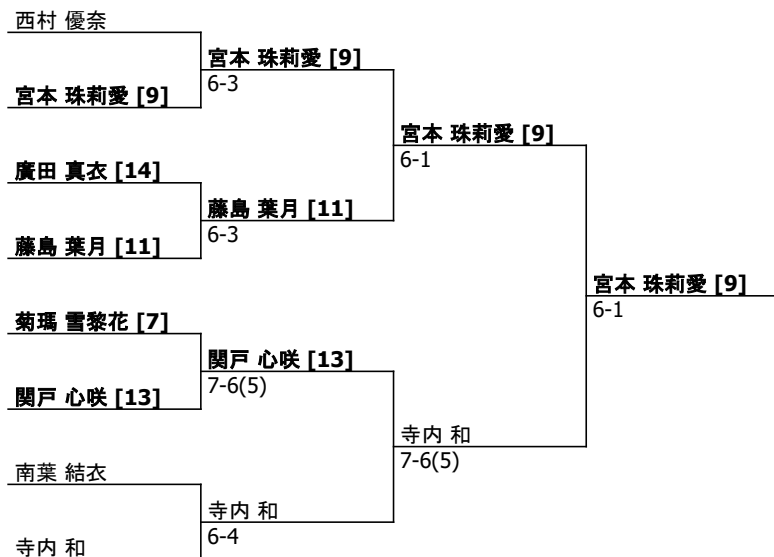 西村 優奈
宮本 珠莉愛 [9]
6-3
宮本 珠莉愛 [9]
宮本 珠莉愛 [9]
6-1
廣田 真衣 [14]
藤島 葉月 [11]
6-3
藤島 葉月 [11]
宮本 珠莉愛 [9]
6-1
菊瑪 雪黎花 [7]
関戸 心咲 [13]
7-6(5)
関戸 心咲 [13]
寺内 和
7-6(5)
南葉 結衣
寺内 和
6-4
寺内 和